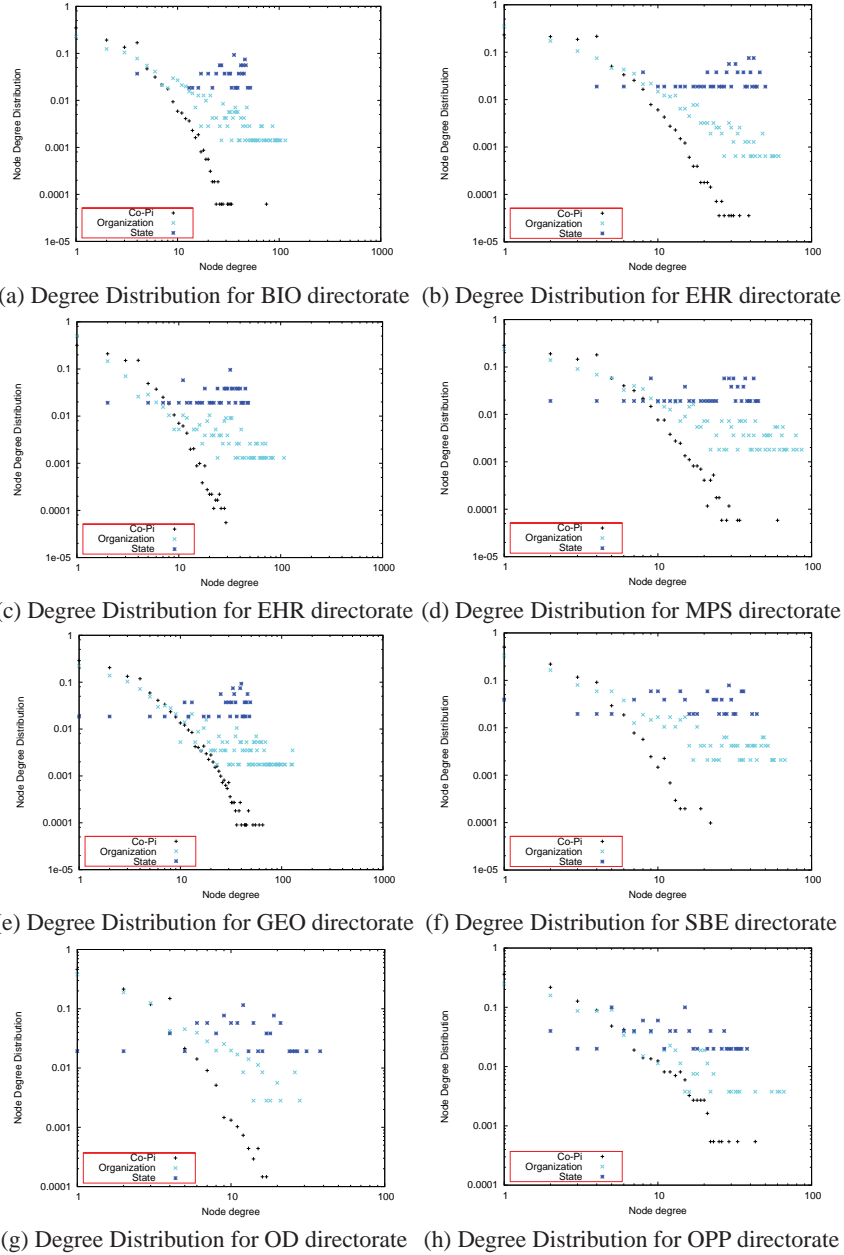 1
0.1
0.01
0.001
0.0001
1e-05
1 10 100 1000
Node Degree Distribution
Node degree
Co-Pi
Organization
State
1
0.1
0.01
0.001
0.0001
1e-05
1 10 100
Node Degree Distribution
Node degree
Co-Pi
Organization
State
(a) Degree Distribution for BIO directorate
(b) Degree Distribution for EHR directorate
1
0.1
0.01
0.001
0.0001
1e-05
1 10 100 1000
Node Degree Distribution
Node degree
Co-Pi
Organization
State
1
0.1
0.01
0.001
0.0001
1e-05
1 10 100
Node Degree Distribution
Node degree
Co-Pi
Organization
State
(c) Degree Distribution for EHR directorate
(d) Degree Distribution for MPS directorate
1
0.1
0.01
0.001
0.0001
1e-05
1 10 100 1000
Node Degree Distribution
Node degree
Co-Pi
Organization
State
1
0.1
0.01
0.001
0.0001
1e-05
1 10 100
Node Degree Distribution
Node degree
Co-Pi
Organization
State
(e) Degree Distribution for GEO directorate
(f) Degree Distribution for SBE directorate
1
0.1
0.01
0.001
0.0001
1 10
Node Degree Distribution
Node degree
Co-Pi
Organization
State
1
0.1
0.01
0.001
0.0001
1 10 100
Node Degree Distribution
Node degree
Co-Pi
Organization
State
(g) Degree Distribution for OD directorate
(h) Degree Distribution for OPP directorate